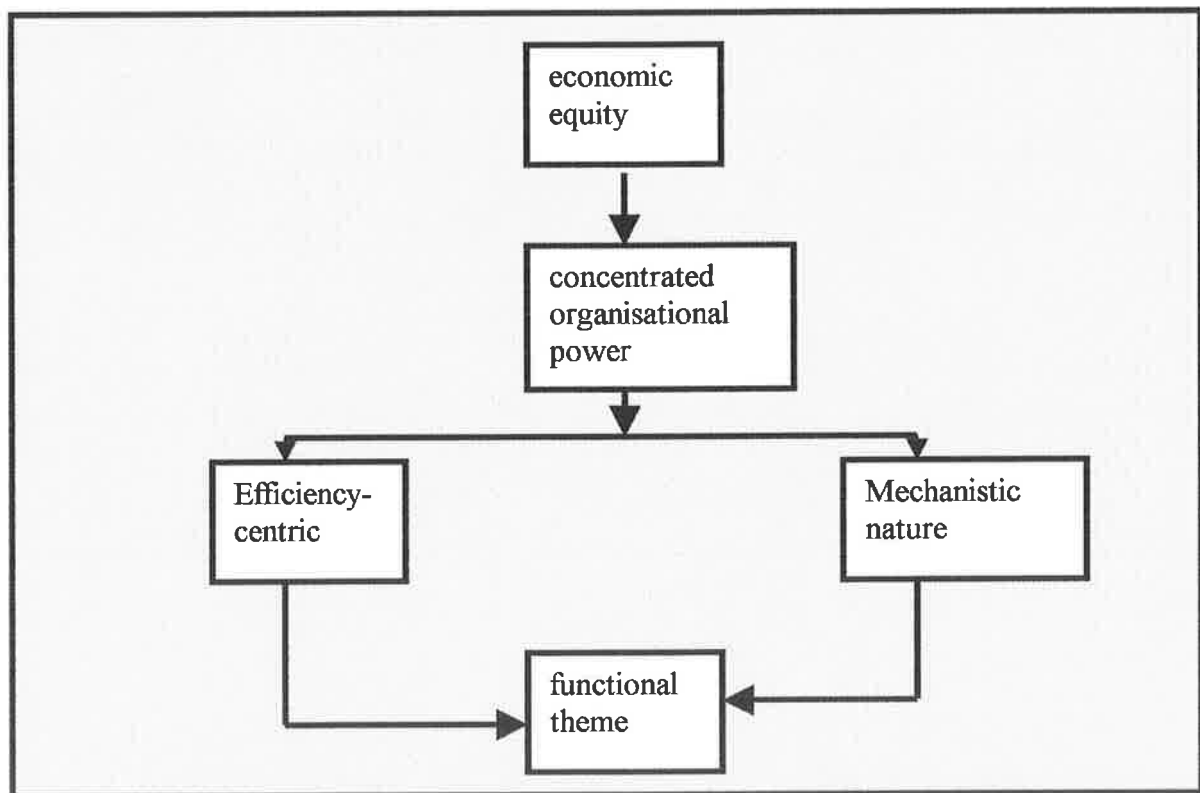 economic
equity
concentrated
organisational
power
Efficiency-
centric
Mechanistic
nature
functional
theme